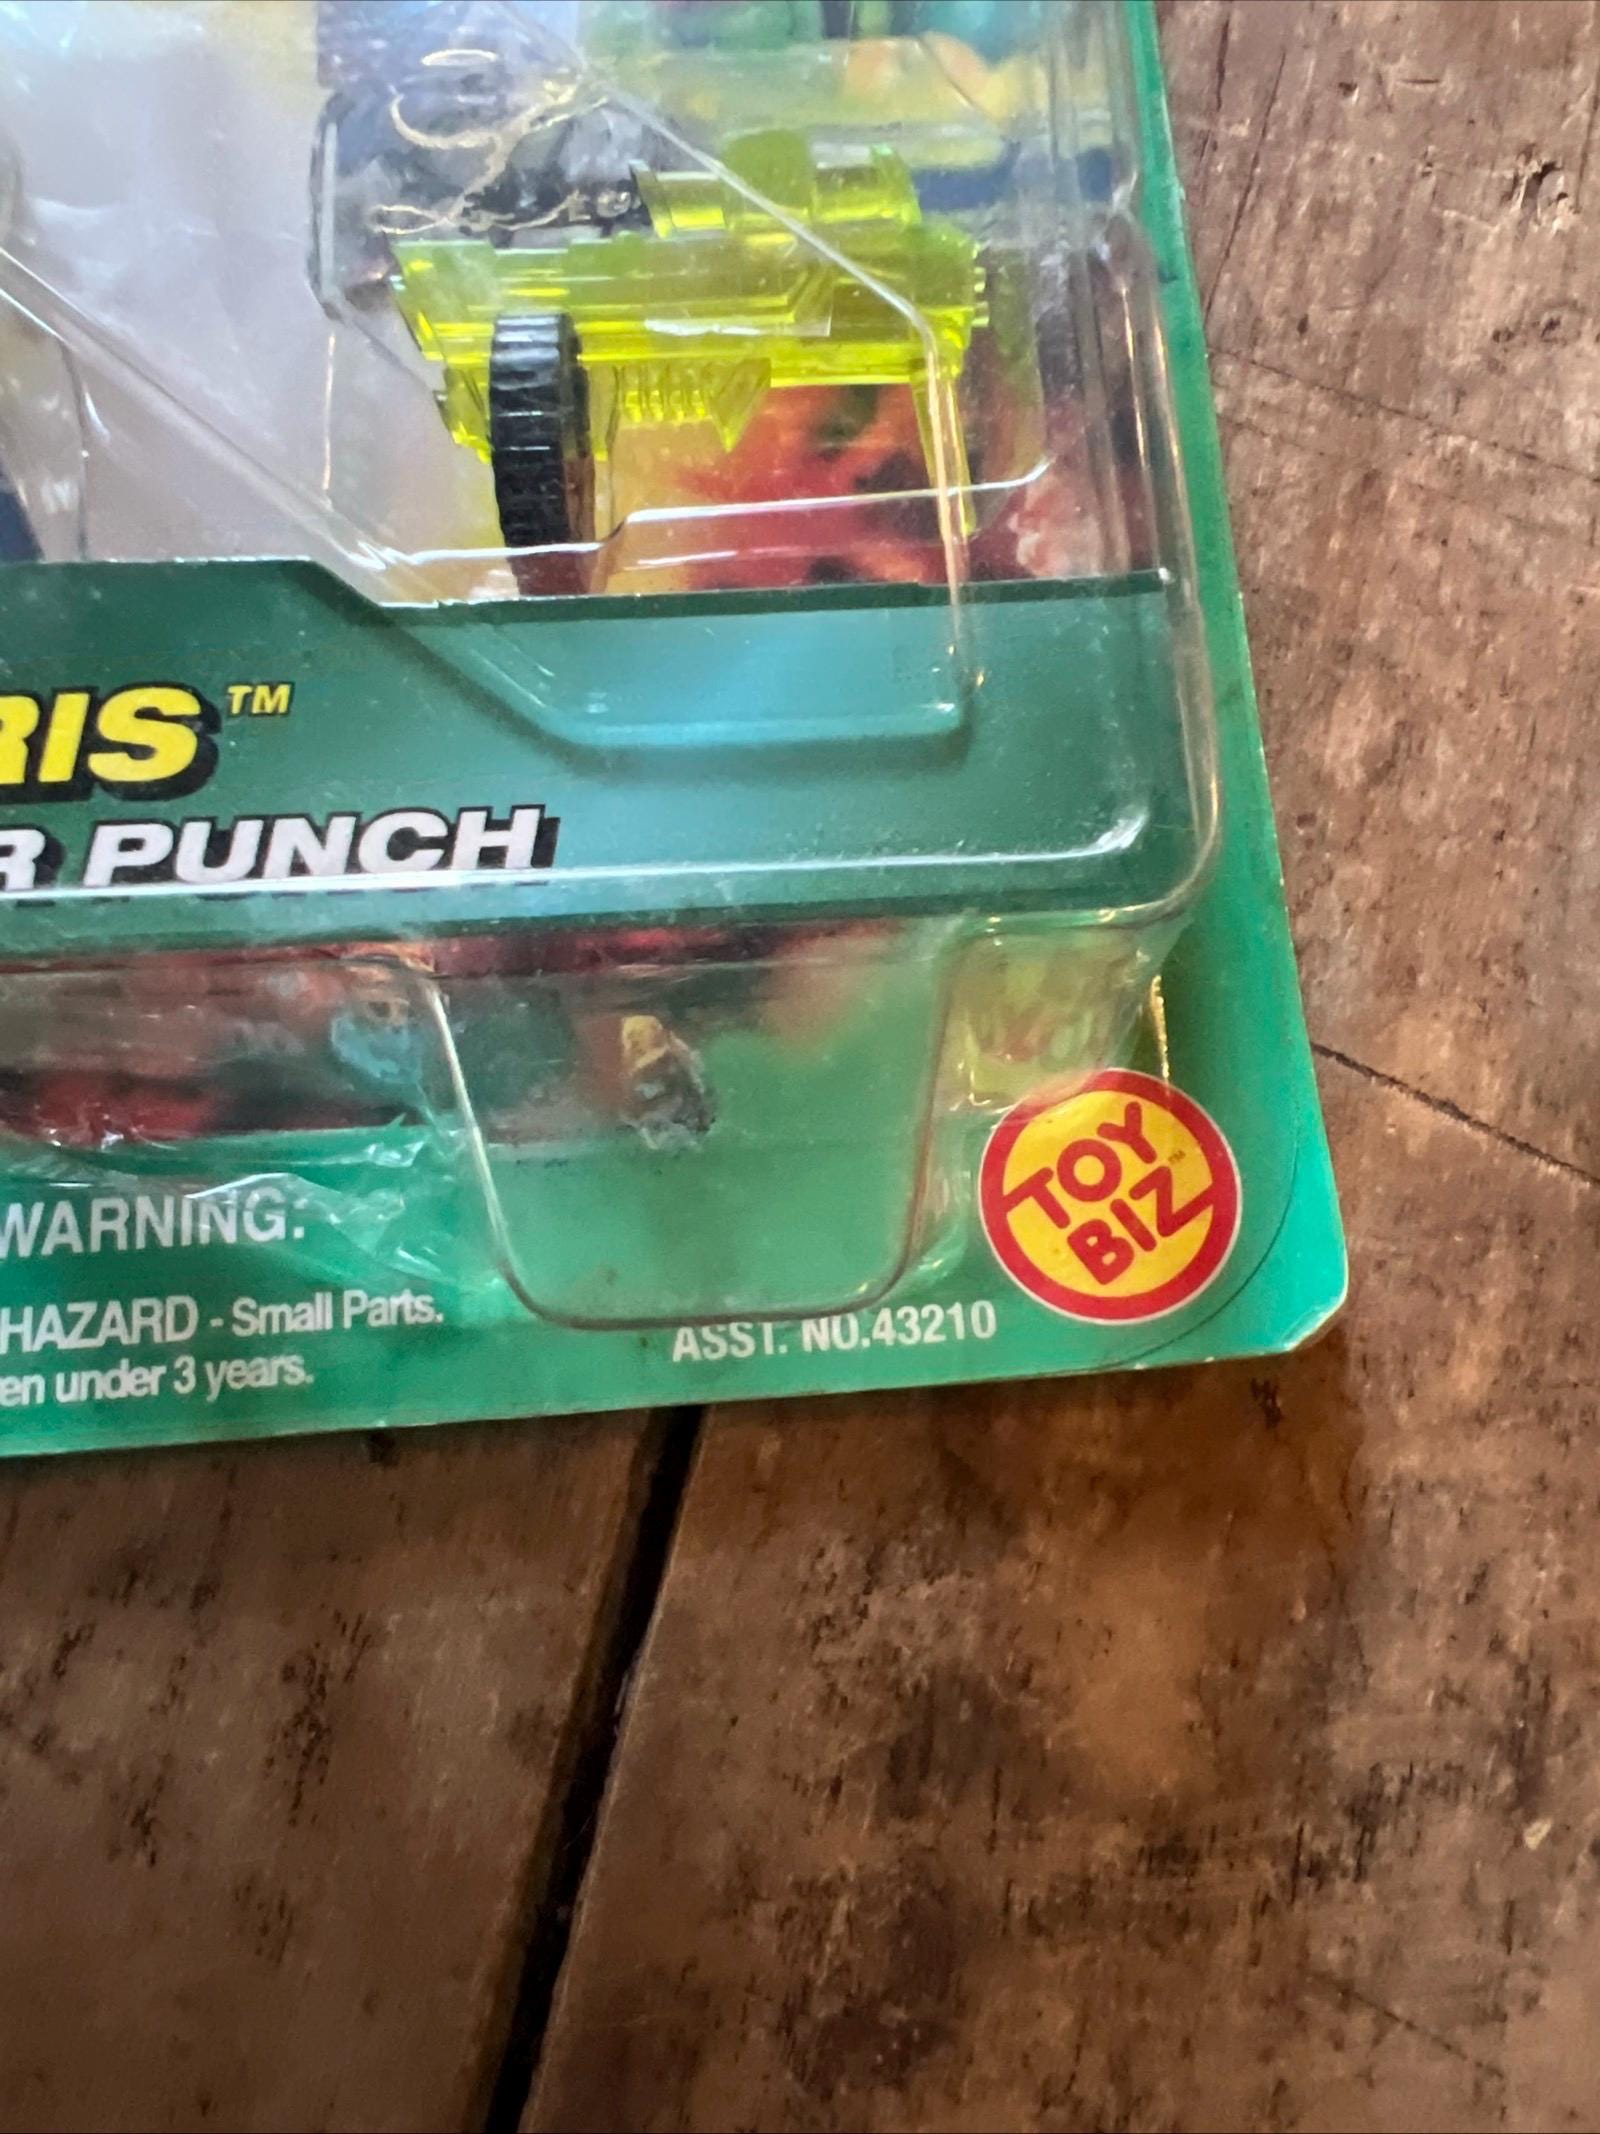 RIS™
R PUNCH
WARNING:
HAZARD - Small Parts.
en under 3 years.
ASST. NO.43210
TOY
BIZ™